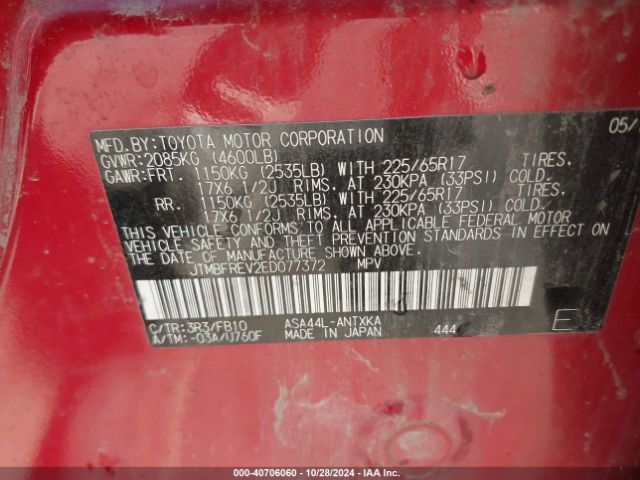 MFD.BY: TOYOTA MOTOR CORPORATION 05/
GVWR: 2085KG (4600LB)
GAWR: FRT. 1150KG (2535LB) WITH 225/65R17 TIRES.
17X6 1/2J RIMS. AT 230KPA (33PSI) COLD.
RR. 1150KG (2535LB) WITH 225/65R17 TIRES.
17X6 1/2J RIMS. AT 230KPA (33PSI) COLD.
THIS VEHICLE CONFORMS TO ALL APPLICABLE FEDERAL MOTOR
VEHICLE SAFETY AND THEFT PREVENTION STANDARDS IN EFFECT ON
THE DATE OF MANUFACTURE SHOWN ABOVE.
JTMBFREV2ED077372 MPV
C/TR: 3R3/FB10 ASA44L-ANTXKA
A/TM: -03A/U760F MADE IN JAPAN 444 E
000-40706060 | 10/28/2024 | IAA Inc.